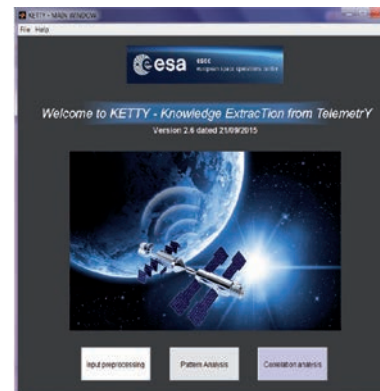 KETTY - MAIN WINDOW
File Help
esa
esoc
european space operations centre
Welcome to KETTY - Knowledge ExtracTion from TelemetrY
Version 2.6 dated 21/09/2015
Input preprocessing Pattern Analysis Correlation analysis